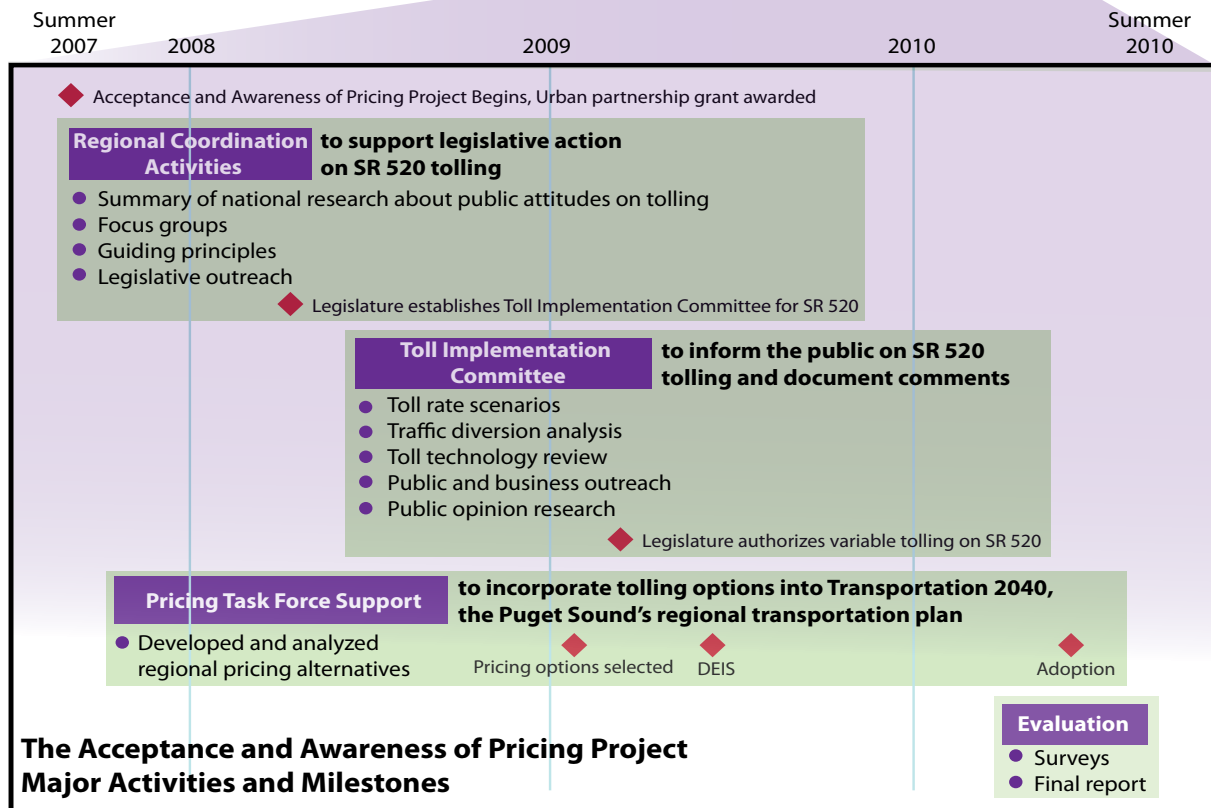 Summer
2007
2008
2009
2010
Summer
2010
Acceptance and Awareness of Pricing Project Begins, Urban partnership grant awarded
Regional Coordination
Activities
to support legislative action
on SR 520 tolling
Summary of national research about public attitudes on tolling
Focus groups
Guiding principles
Legislative outreach
Legislature establishes Toll Implementation Committee for SR 520
Toll Implementation
Committee
to inform the public on SR 520
tolling and document comments
Toll rate scenarios
Traffic diversion analysis
Toll technology review
Public and business outreach
Public opinion research
Legislature authorizes variable tolling on SR 520
Pricing Task Force Support
to incorporate tolling options into Transportation 2040,
the Puget Sound's regional transportation plan
Developed and analyzed
regional pricing alternatives
Pricing options selected
DEIS
Adoption
Evaluation
Surveys
Final report
The Acceptance and Awareness of Pricing Project
Major Activities and Milestones